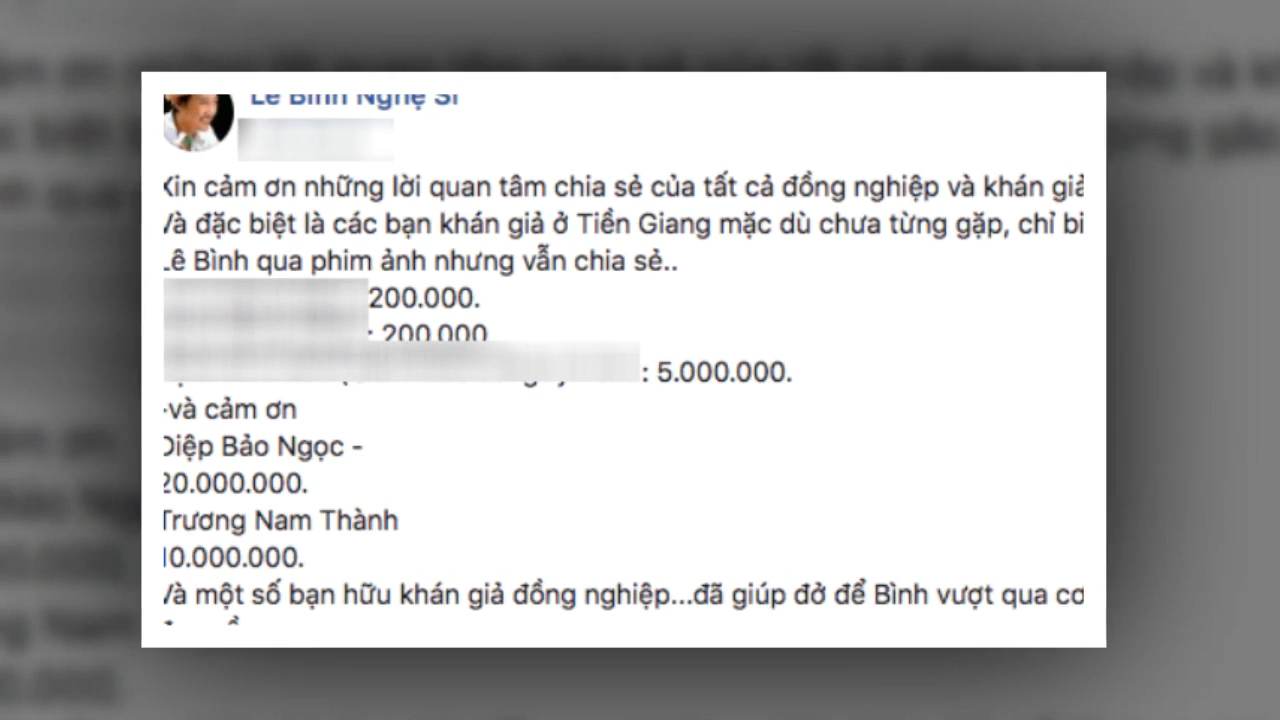 Lê Bình Nghệ Sĩ
Xin cảm ơn những lời quan tâm chia sẻ của tất cả đồng nghiệp và khán giả
Và đặc biệt là các bạn khán giả ở Tiền Giang mặc dù chưa từng gặp, chỉ bi
Lê Bình qua phim ảnh nhưng vẫn chia sẻ..
200.000.
: 200.000
: 5.000.000.
-và cảm ơn
Diệp Bảo Ngọc -
20.000.000.
Trương Nam Thành
10.000.000.
Và một số bạn hữu khán giả đồng nghiệp...đã giúp đở để Bình vượt qua cơ